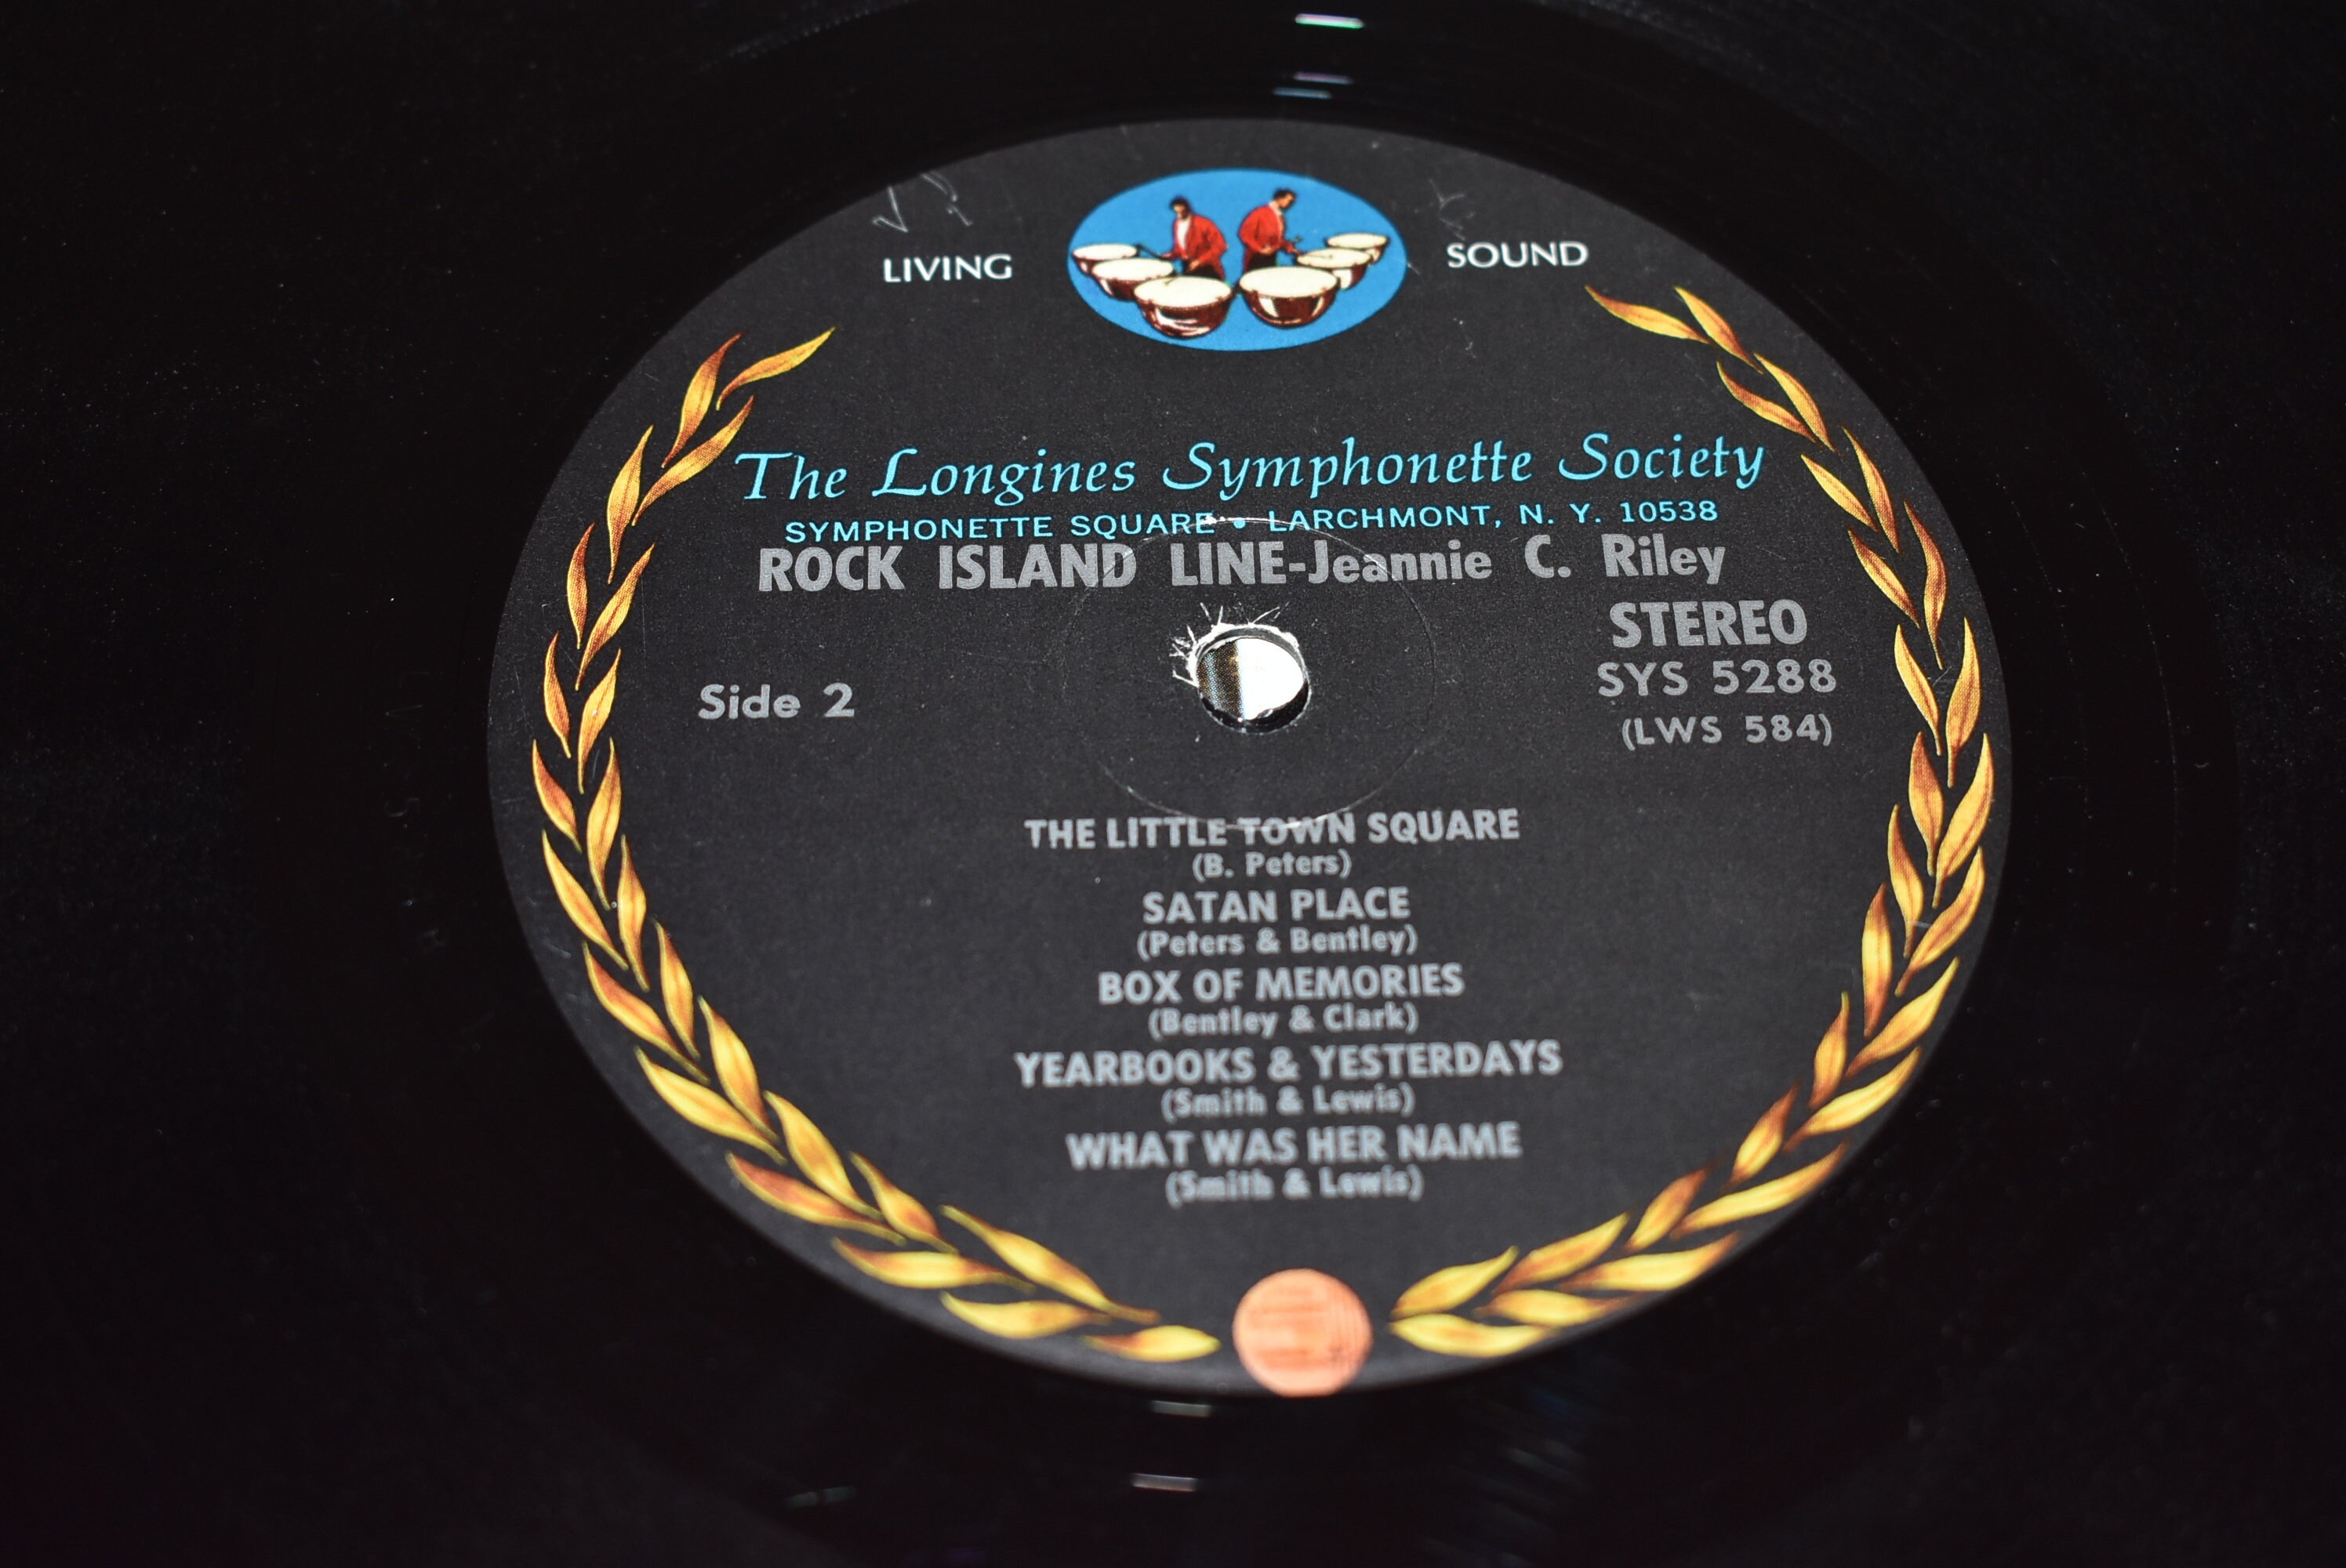 LIVING SOUND
The Longines Symphonette Society
SYMPHONETTE SQUARE • LARCHMONT, N. Y. 10538
ROCK ISLAND LINE-Jeannie C. Riley
STEREO
Side 2
SYS 5288
(LWS 584)
THE LITTLE TOWN SQUARE
(B. Peters)
SATAN PLACE
(Peters & Bentley)
BOX OF MEMORIES
(Bentley & Clark)
YEARBOOKS & YESTERDAYS
(Smith & Lewis)
WHAT WAS HER NAME
(Smith & Lewis)